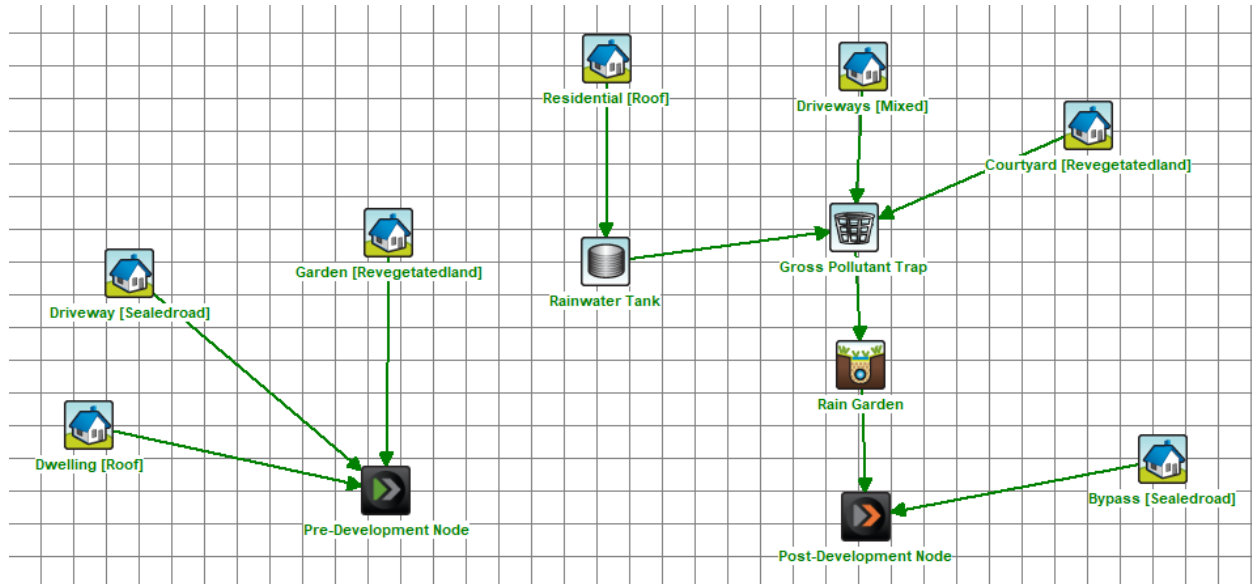 Residential [Roof]
Driveways [Mixed]
Courtyard [Revegetatedland]
Garden [Revegetatedland]
Gross Pollutant Trap
Rainwater Tank
Driveway [Sealedroad]
Rain Garden
Dwelling [Roof]
Bypass [Sealedroad]
Pre-Development Node
Post-Development Node